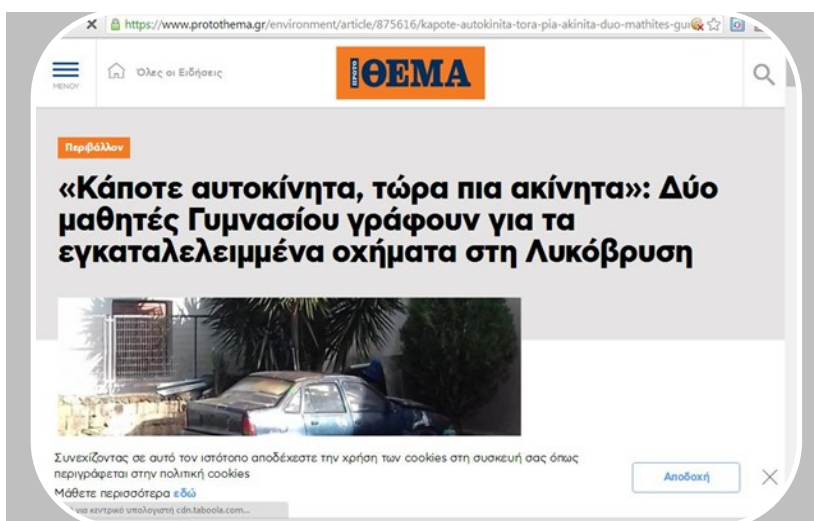 https://www.protothema.gr/environment/article/875616/kapote-autokinita-tora-pia-akinita-duo-mathites-gu
ΜΕΝΟΥ
Όλες οι Ειδήσεις
ΠΡΩΤΟ ΘΕΜΑ
Περιβάλλον
«Κάποτε αυτοκίνητα, τώρα πια ακίνητα»: Δύο
μαθητές Γυμνασίου γράφουν για τα
εγκαταλελειμμένα οχήματα στη Λυκόβρυση
Συνεχίζοντας σε αυτό τον ιστότοπο αποδέχεστε την χρήση των cookies στη συσκευή σας όπως
περιγράφεται στην πολιτική cookies
Μάθετε περισσότερα εδώ
Αποδοχή
για κεντρικό υπολογιστή cdn.taboola.com...